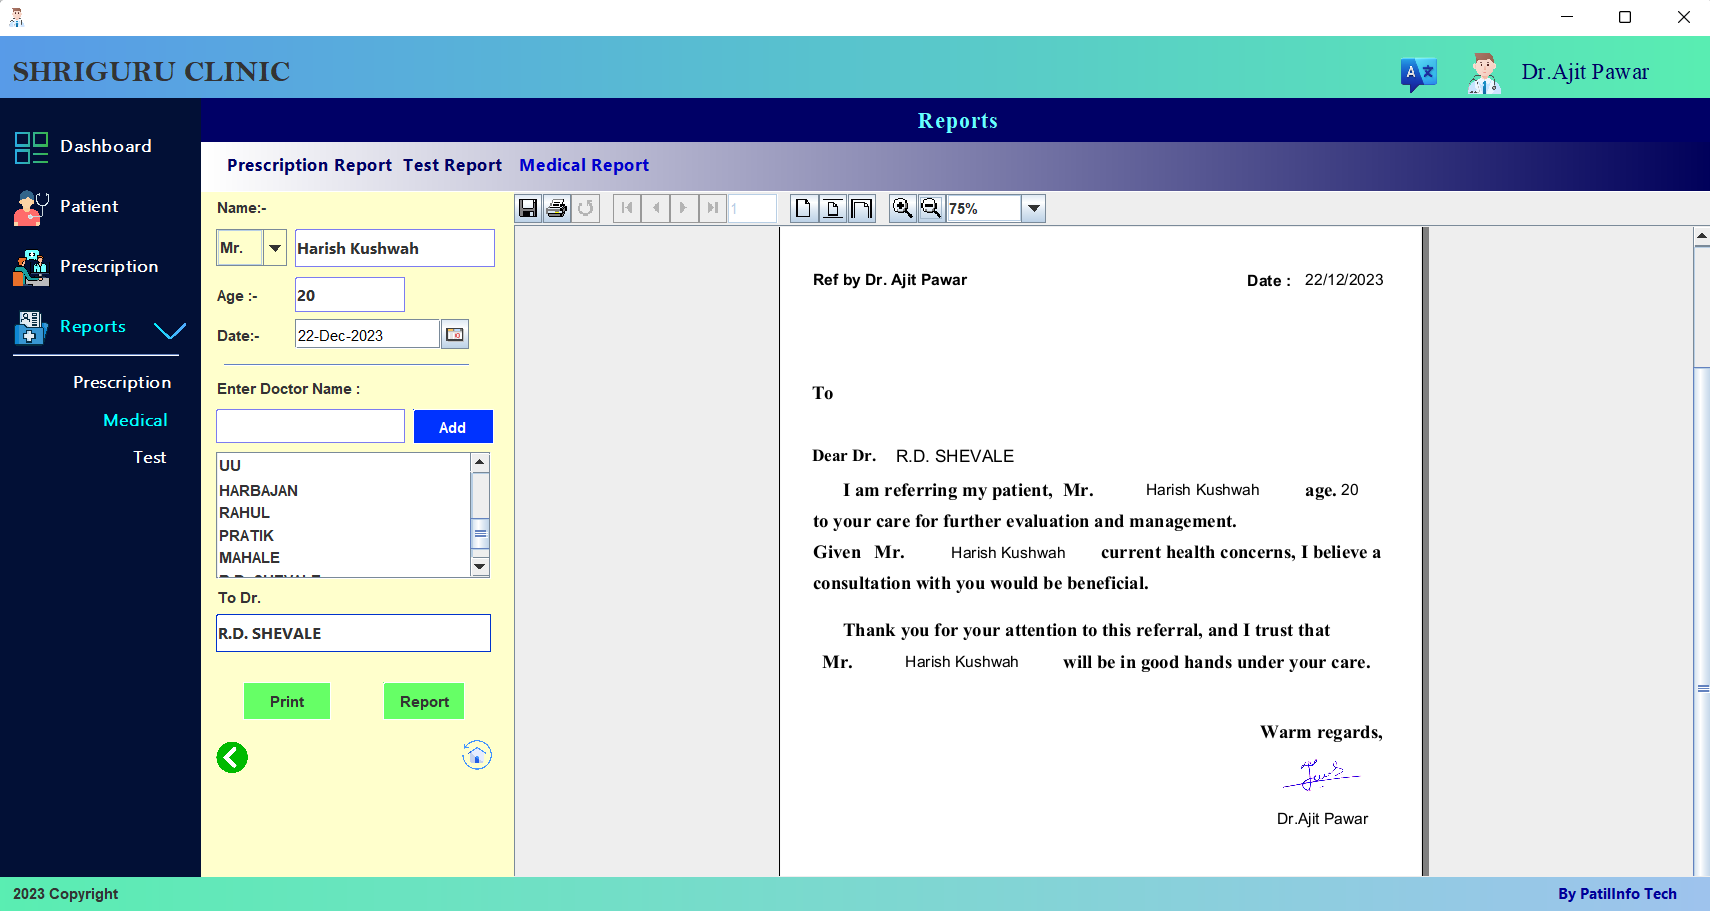 SHRIGURU CLINIC
Dr.Ajit Pawar
Reports
Dashboard
Patient
Prescription
Reports
Prescription
Medical
Test
Prescription Report Test Report Medical Report
Name:-
Mr. Harish Kushwah
Age :- 20
Date:- 22-Dec-2023
Enter Doctor Name :
Add
UU
HARBAJAN
RAHUL
PRATIK
MAHALE
R.D. SHEVALE
To Dr.
R.D. SHEVALE
Print Report
1 75%
Ref by Dr. Ajit Pawar Date : 22/12/2023
To
Dear Dr. R.D. SHEVALE
I am referring my patient, Mr. Harish Kushwah age. 20
to your care for further evaluation and management.
Given Mr. Harish Kushwah current health concerns, I believe a
consultation with you would be beneficial.
Thank you for your attention to this referral, and I trust that
Mr. Harish Kushwah will be in good hands under your care.
Warm regards,
Dr.Ajit Pawar
2023 Copyright
By PatilInfo Tech